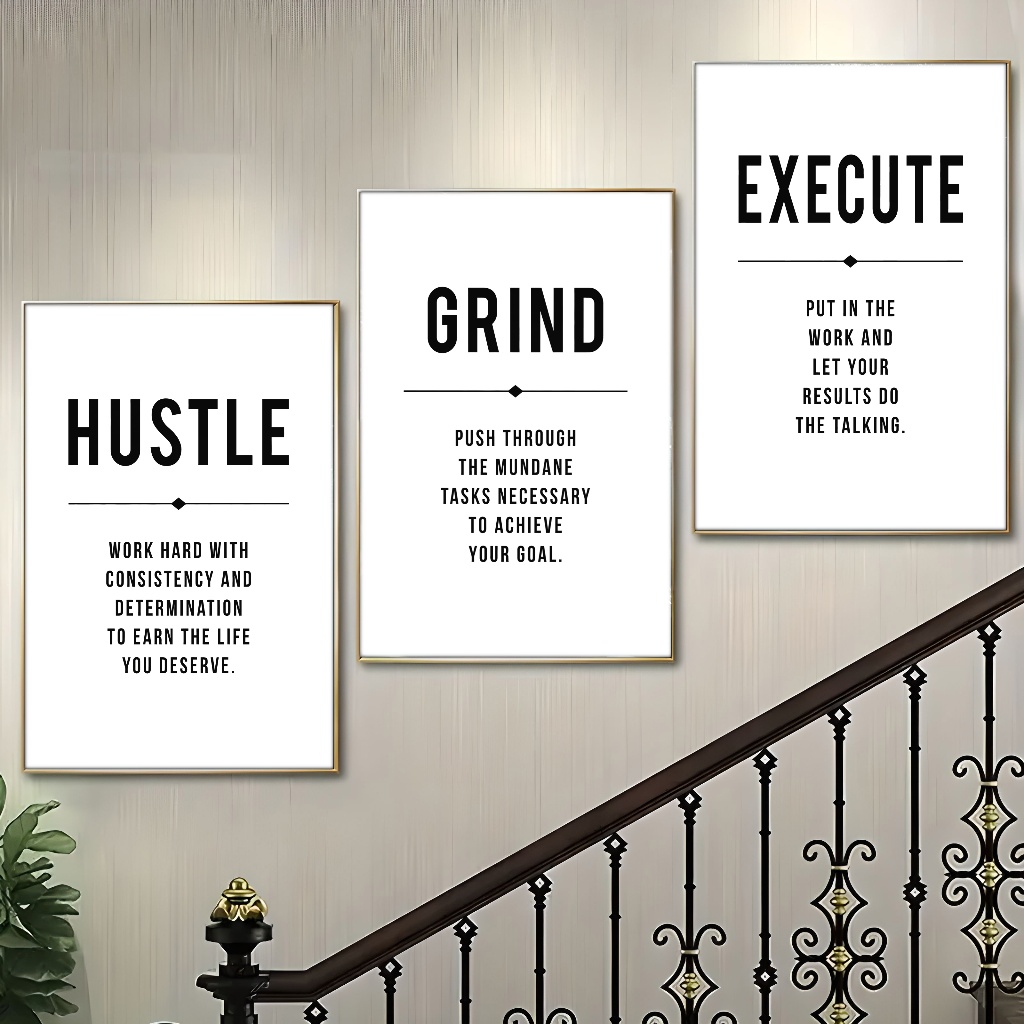 HUSTLE
WORK HARD WITH
CONSISTENCY AND
DETERMINATION
TO EARN THE LIFE
YOU DESERVE.
GRIND
PUSH THROUGH
THE MUNDANE
TASKS NECESSARY
TO ACHIEVE
YOUR GOAL.
EXECUTE
PUT IN THE
WORK AND
LET YOUR
RESULTS DO
THE TALKING.